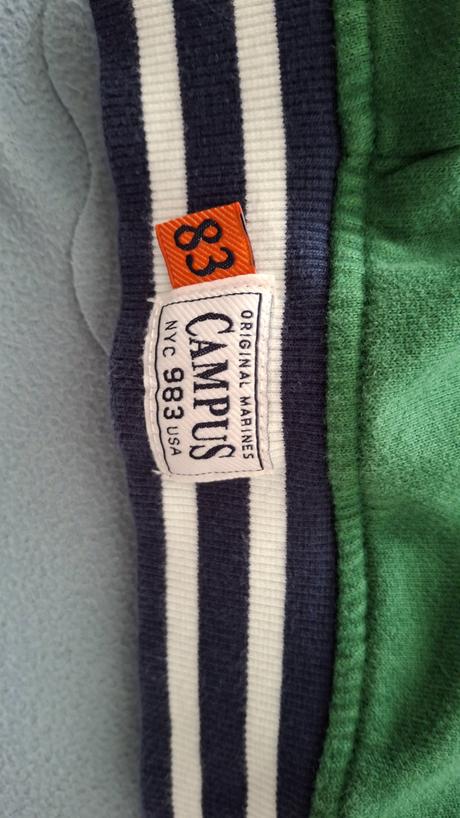 83
ORIGINAL MARINES
CAMPUS
NYC 983 USA